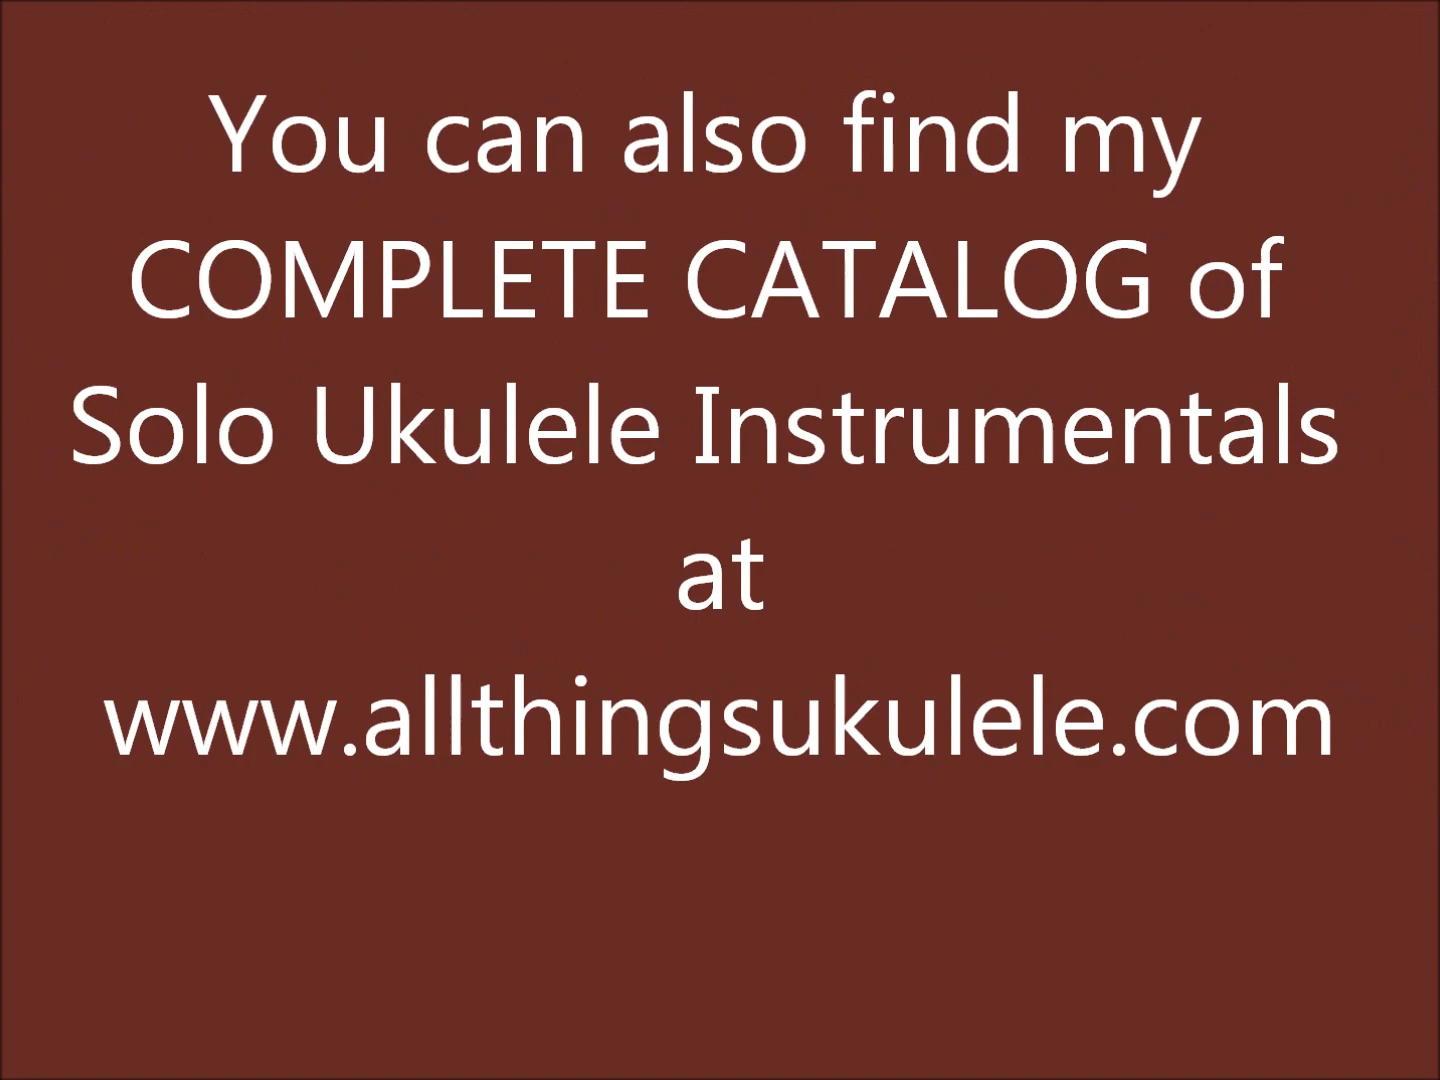 You can also find my
COMPLETE CATALOG of
Solo Ukulele Instrumentals
at
www.allthingsukulele.com